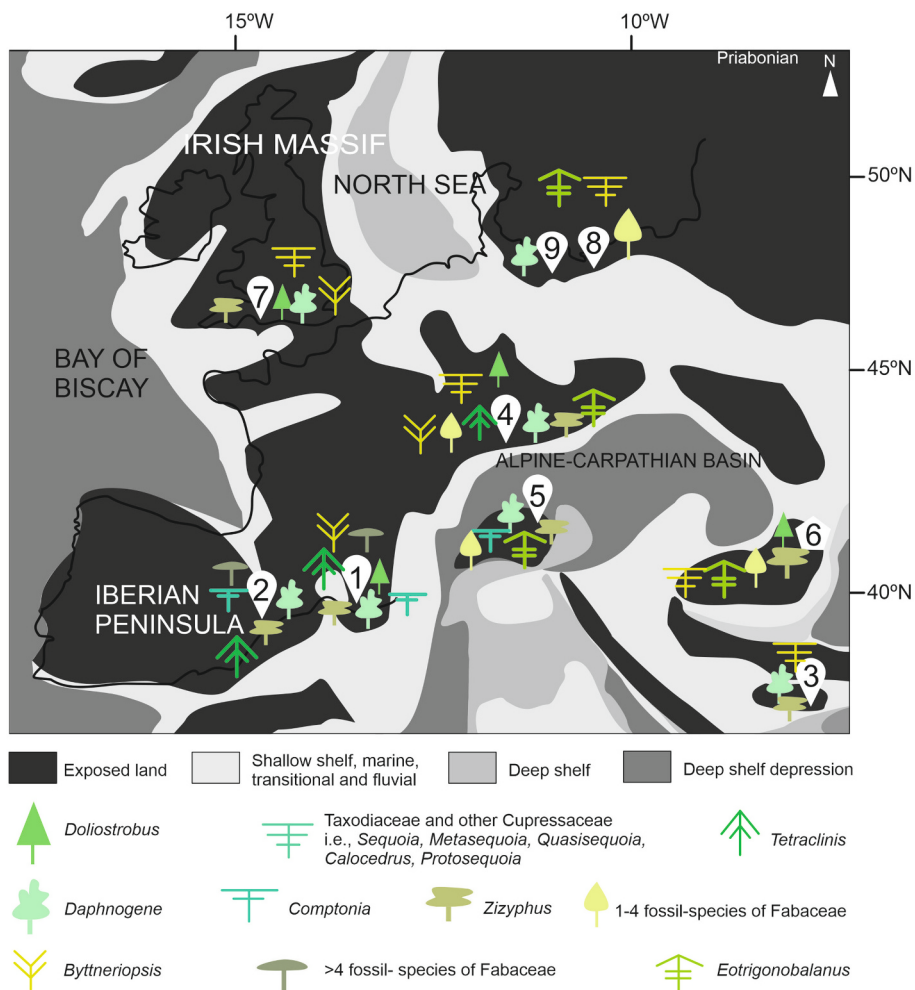 15ºW
10ºW
Priabonian
N
IRISH MASSIF
NORTH SEA
50ºN
9
8
7
BAY OF
BISCAY
45ºN
4
ALPINE-CARPATHIAN BASIN
5
6
1
2
IBERIAN
PENINSULA
40ºN
3
Exposed land
Shallow shelf, marine,
transitional and fluvial
Deep shelf
Deep shelf depression
Doliostrobus
Taxodiaceae and other Cupressaceae
i.e., Sequoia, Metasequoia, Quasisequoia,
Calocedrus, Protosequoia
Tetraclinis
Daphnogene
Comptonia
Zizyphus
1-4 fossil-species of Fabaceae
Byttneriopsis
>4 fossil- species of Fabaceae
Eotrigonobalanus